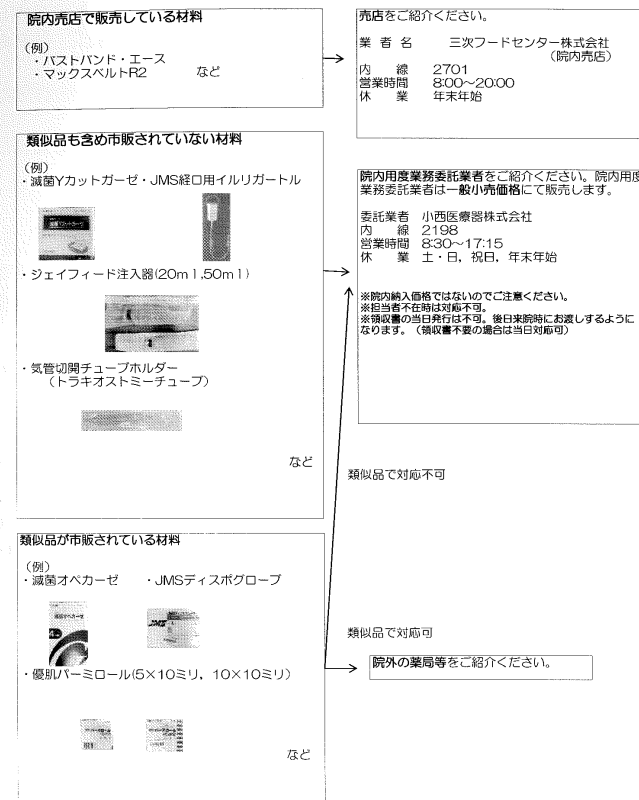 院内売店で販売している材料
（例）
・バストバンド・エース
・マックスベルトR2　　など
売店をご紹介ください。
業者名　三次フードセンター株式会社
（院内売店）
内線　2701
営業時間　8:00～20:00
休業　年末年始
類似品も含め市販されていない材料
（例）
・滅菌Yカットガーゼ・JMS経口用イルリガートル
・ジェイフィード注入器(20ml,50ml)
・気管切開チューブホルダー
（トラキオストミーチューブ）
など
院内用度業務委託業者をご紹介ください。院内用度
業務委託業者は一般小売価格にて販売します。
委託業者　小西医療器株式会社
内線　2198
営業時間　8:30～17:15
休業　土・日，祝日，年末年始
※院内納入価格ではないのでご注意ください。
※担当者不在時は対応不可。
※領収書の当日発行は不可。後日来院時にお渡しするように
なります。（領収書不要の場合は当日対応可）
類似品で対応不可
類似品が市販されている材料
（例）
・滅菌オペカーゼ　・JMSディスポグローブ
JMS
・優肌パーミロール(5×10ミリ，10×10ミリ)
など
類似品で対応可
院外の薬局等をご紹介ください。